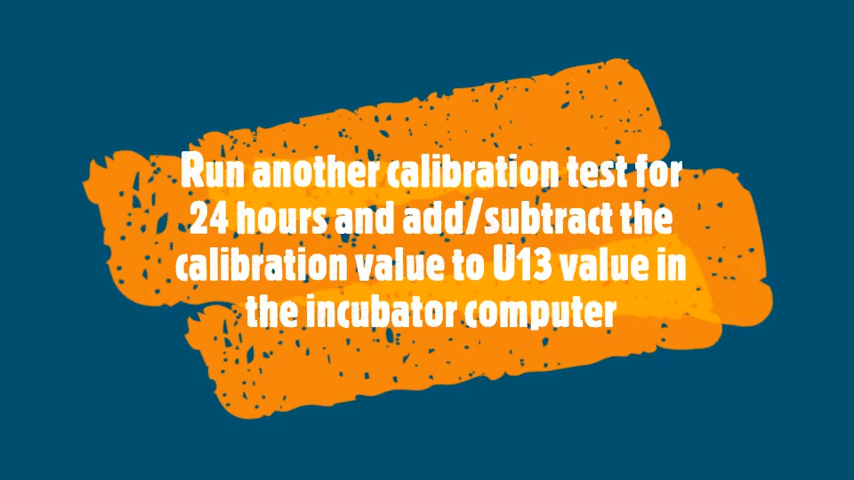 Run another calibration test for
24 hours and add/subtract the
calibration value to U13 value in
the incubator computer